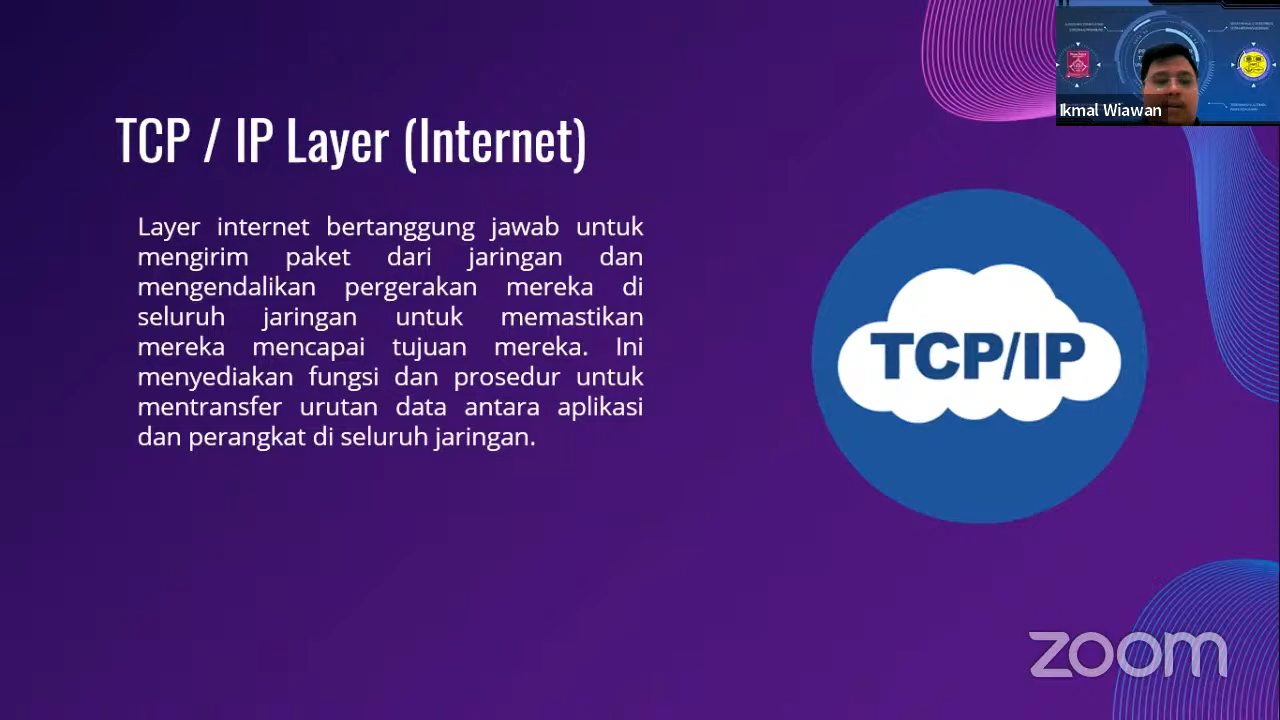 TCP / IP Layer (Internet)
Layer internet bertanggung jawab untuk
mengirim paket dari jaringan dan
mengendalikan pergerakan mereka di
seluruh jaringan untuk memastikan
mereka mencapai tujuan mereka. Ini
menyediakan fungsi dan prosedur untuk
mentransfer urutan data antara aplikasi
dan perangkat di seluruh jaringan.
TCP/IP
Ikmal Wiawan
zoom